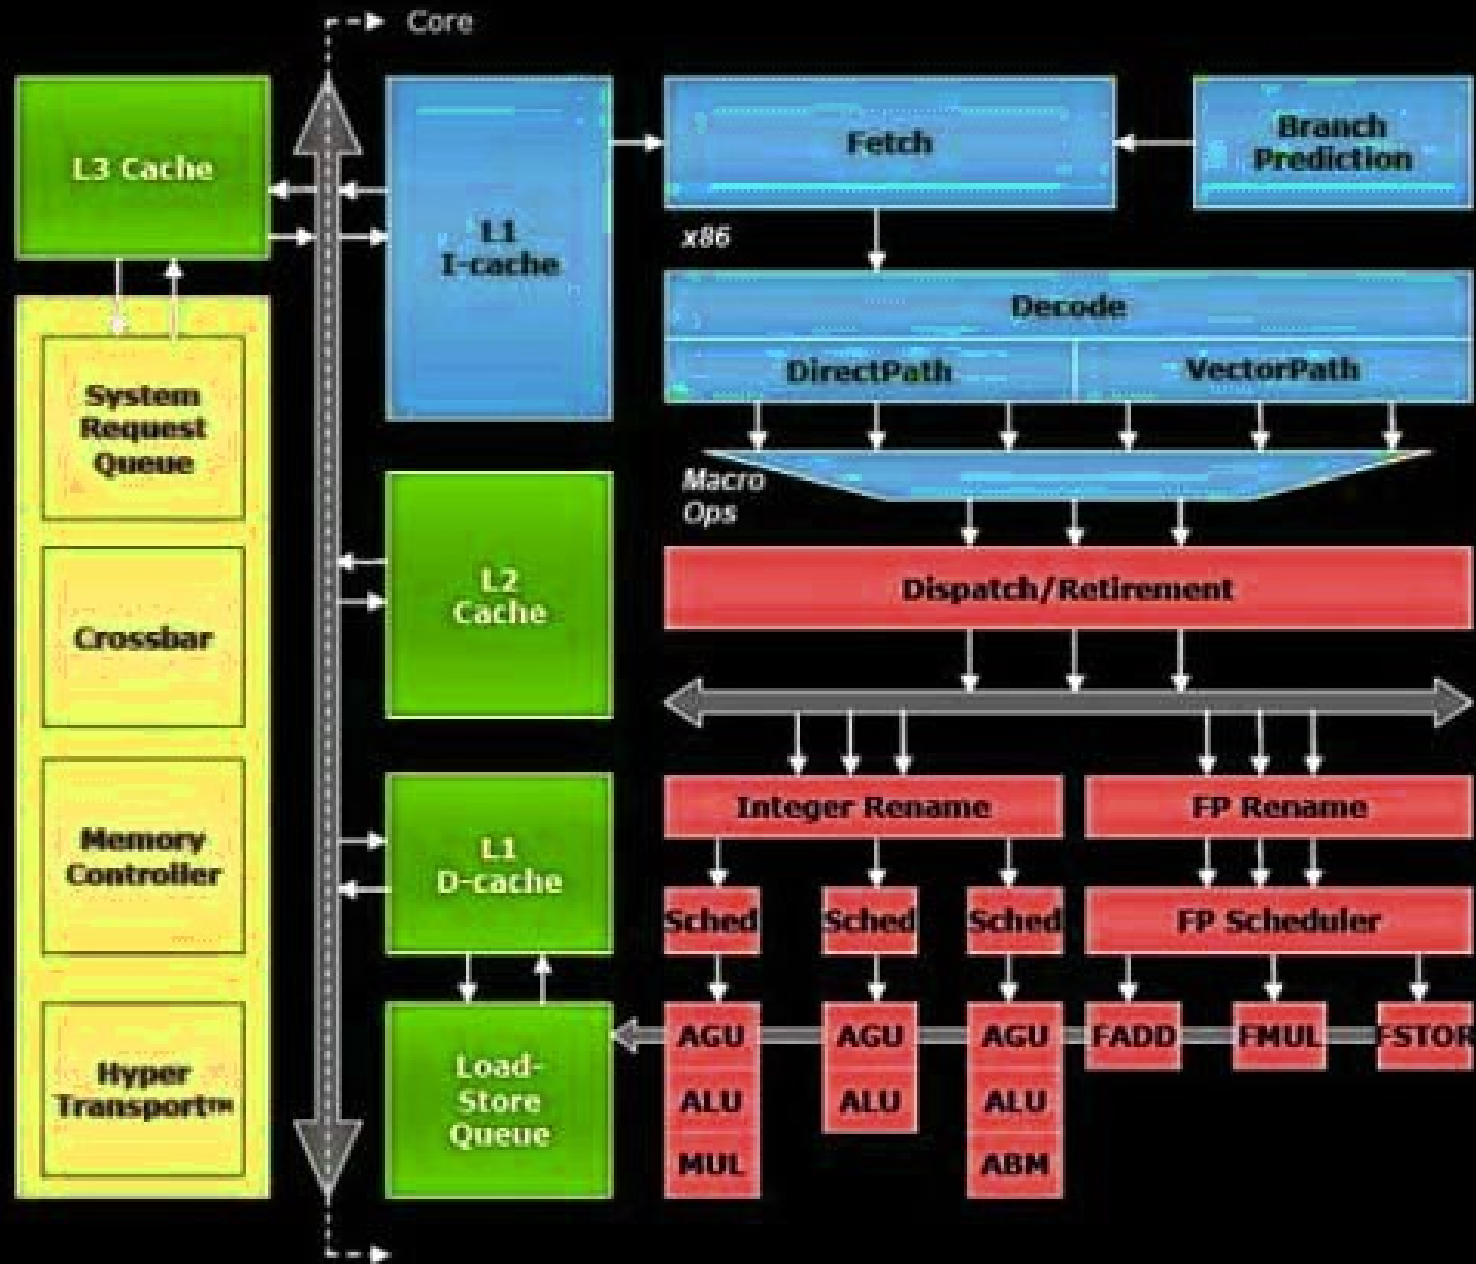 Core
L3 Cache
L1
I-cache
Fetch
Branch
Prediction
x86
Decode
DirectPath
VectorPath
System
Request
Queue
Macro
Ops
L2
Cache
Dispatch/Retirement
Crossbar
Integer Rename
FP Rename
Memory
Controller
L1
D-cache
Sched
Sched
Sched
FP Scheduler
Hyper
Transport™
Load-
Store
Queue
AGU
ALU
MUL
AGU
ALU
AGU
ALU
ABM
FADD
FMUL
FSTOR